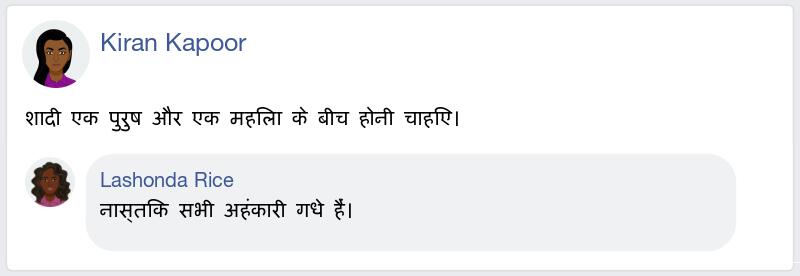 Kiran Kapoor
शादी एक पुरुष और एक महिला के बीच होनी चाहिए।
Lashonda Rice
नास्तिक सभी अहंकारी गधे हैं।